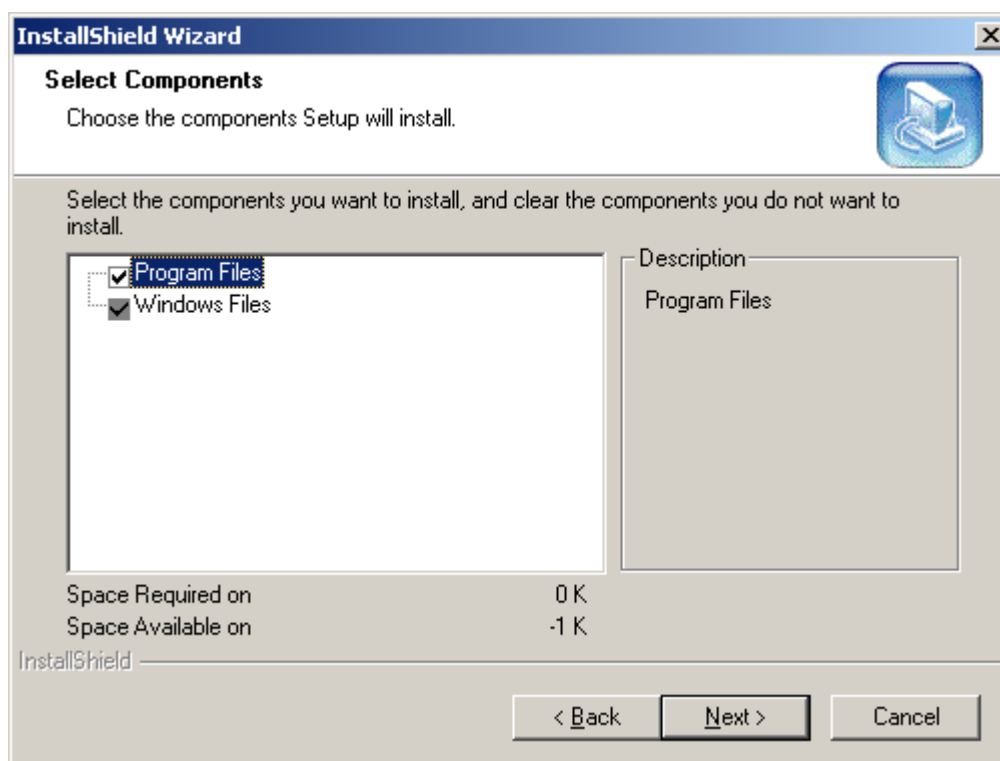 InstallShield Wizard
Select Components
Choose the components Setup will install.
Select the components you want to install, and clear the components you do not want to
install.
Program Files
Windows Files
Description
Program Files
Space Required on 0 K
Space Available on -1 K
InstallShield
< Back Next > Cancel